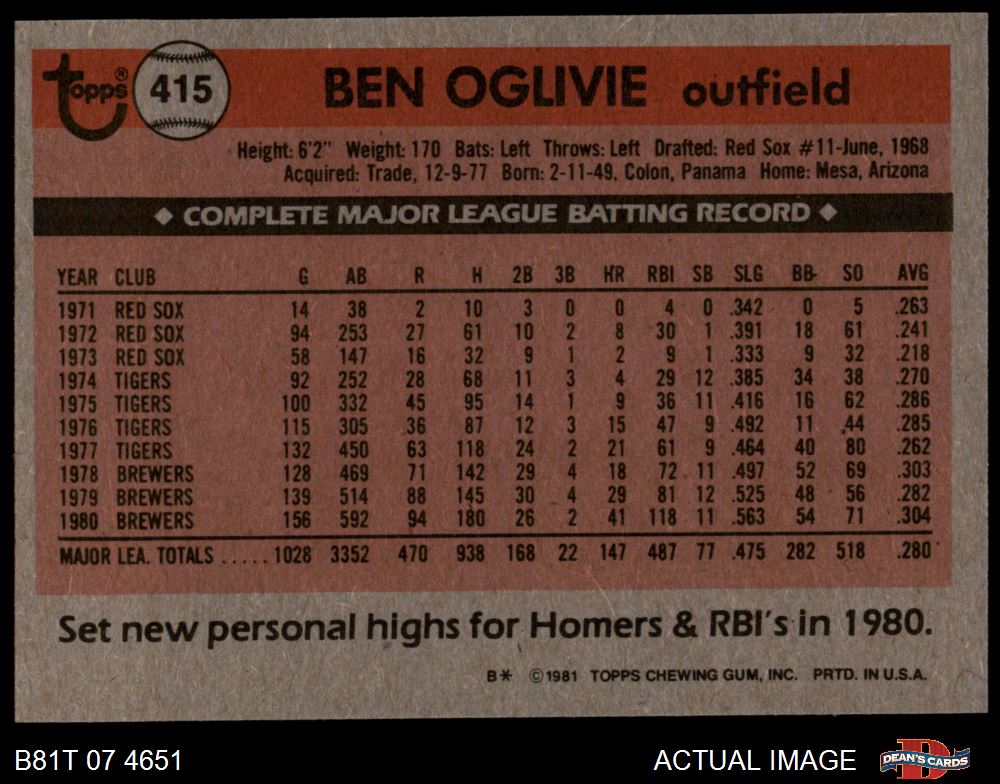 Topps® 415 BEN OGLIVIE outfield
Height: 6'2" Weight: 170 Bats: Left Throws: Left Drafted: Red Sox #11-June, 1968
Acquired: Trade, 12-9-77 Born: 2-11-49, Colon, Panama Home: Mesa, Arizona
◆ COMPLETE MAJOR LEAGUE BATTING RECORD ◆
YEAR CLUB G AB R H 2B 3B HR RBI SB SLG BB SO AVG
1971 RED SOX 14 38 2 10 3 0 0 4 0 .342 0 5 .263
1972 RED SOX 94 253 27 61 10 2 8 30 1 .391 18 61 .241
1973 RED SOX 58 147 16 32 9 1 2 9 1 .333 9 32 .218
1974 TIGERS 92 252 28 68 11 3 4 29 12 .385 34 38 .270
1975 TIGERS 100 332 45 95 14 1 9 36 11 .416 16 62 .286
1976 TIGERS 115 305 36 87 12 3 15 47 9 .492 11 44 .285
1977 TIGERS 132 450 63 118 24 2 21 61 9 .464 40 80 .262
1978 BREWERS 128 469 71 142 29 4 18 72 11 .497 52 69 .303
1979 BREWERS 139 514 88 145 30 4 29 81 12 .525 48 56 .282
1980 BREWERS 156 592 94 180 26 2 41 118 11 .563 54 71 .304
MAJOR LEA. TOTALS ..... 1028 3352 470 938 168 22 147 487 77 .475 282 518 .280
Set new personal highs for Homers & RBI's in 1980.
B* ©1981 TOPPS CHEWING GUM, INC. PRTD. IN U.S.A.
B81T 07 4651 ACTUAL IMAGE DEAN'S CARDS